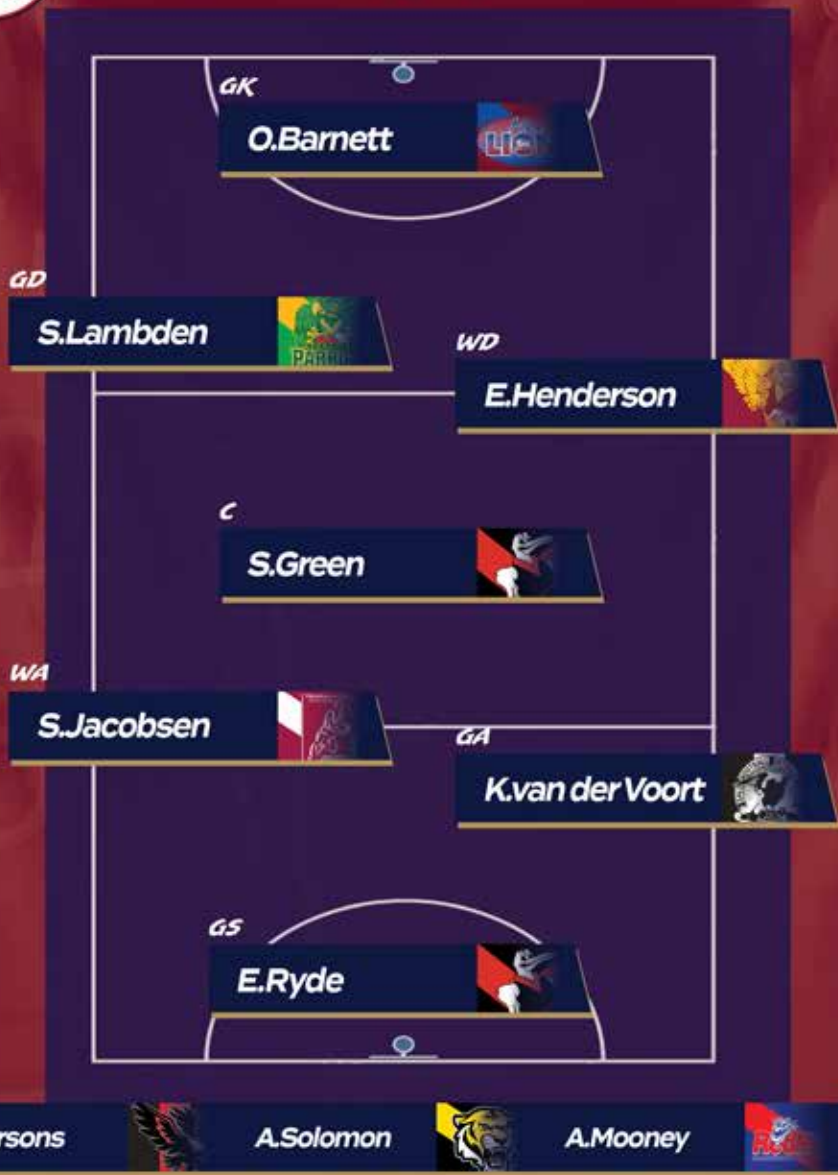 GK
O.Barnett
GD
S.Lambden
WD
E.Henderson
C
S.Green
WA
S.Jacobsen
GA
K.van der Voort
GS
E.Ryde
rsons
A.Solomon
A.Mooney